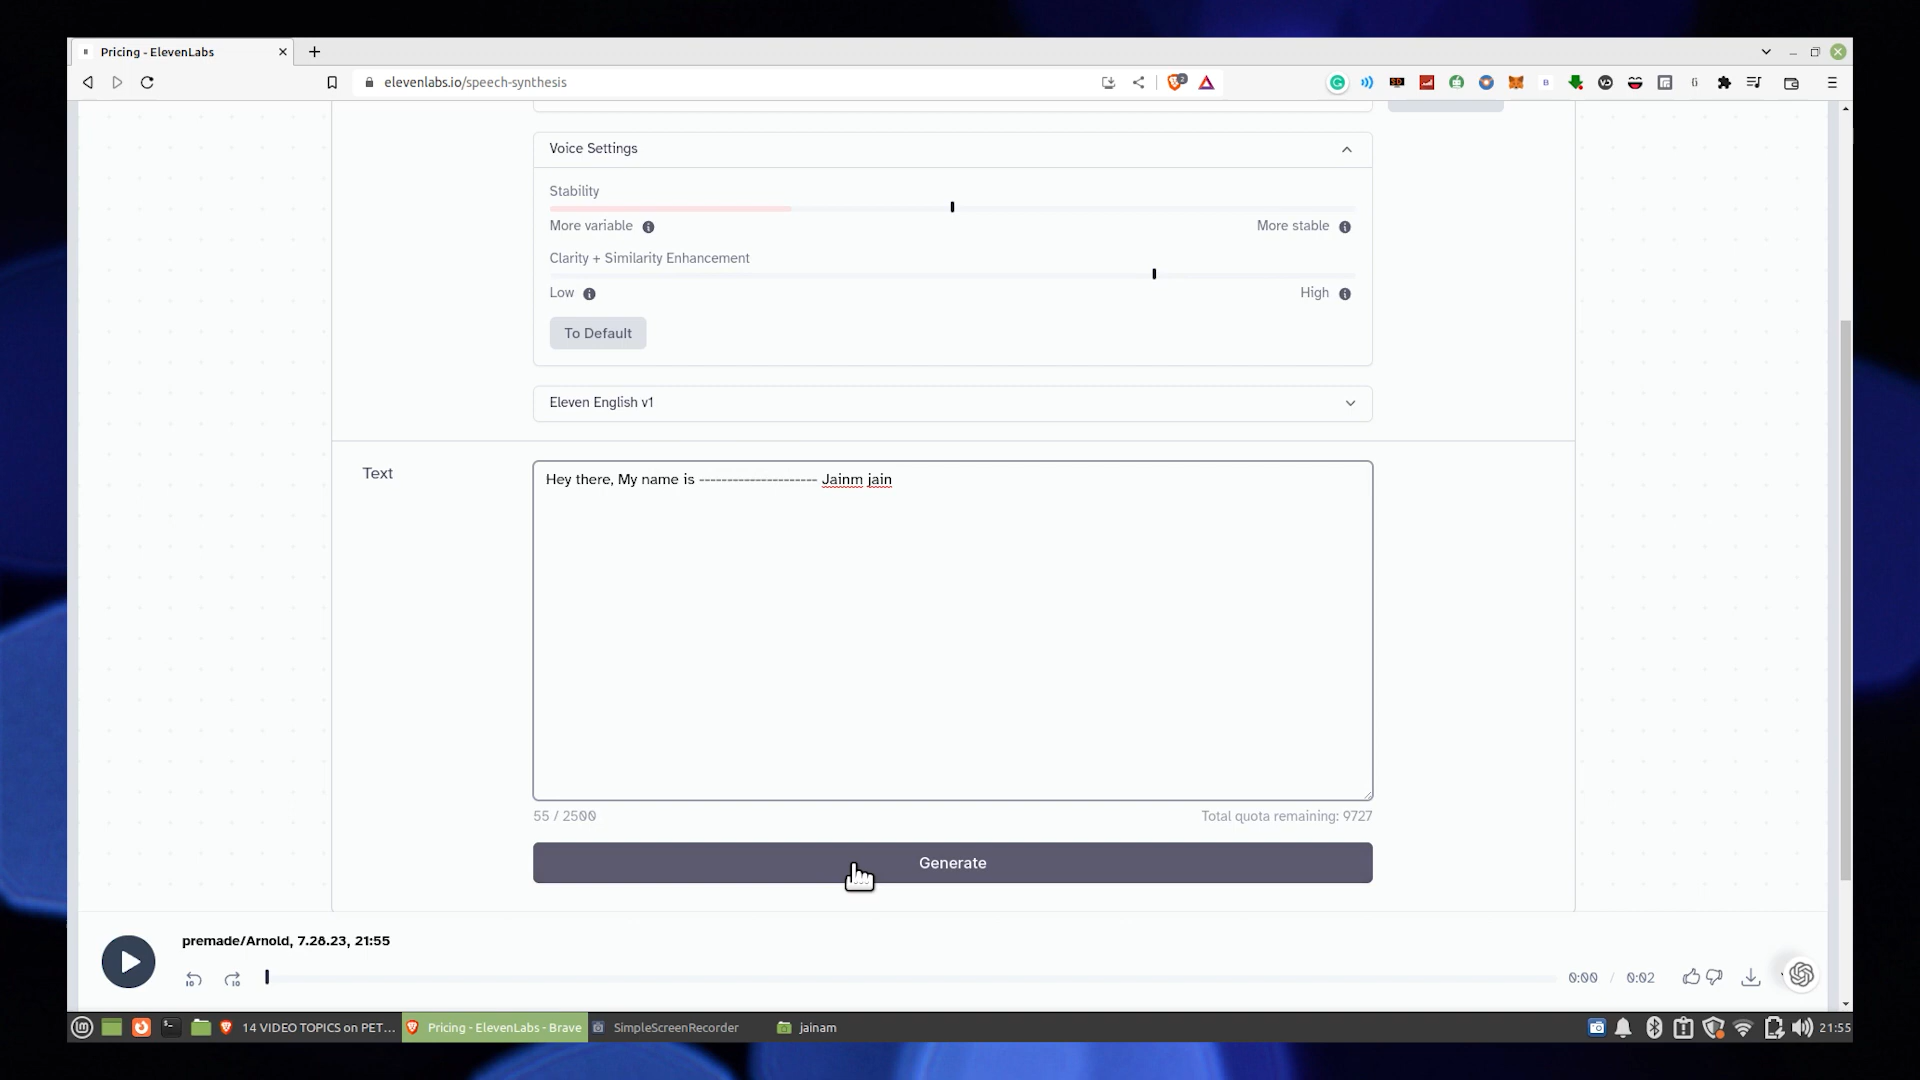 Pricing - ElevenLabs
elevenlabs.io/speech-synthesis
Voice Settings
Stability
More variable
More stable
Clarity + Similarity Enhancement
Low
High
To Default
Eleven English v1
Text
Hey there, My name is --------------------- Jainm jain
55 / 2500
Total quota remaining: 9727
Generate
premade/Arnold, 7.28.23, 21:55
0:00 / 0:02
14 VIDEO TOPICS on PET...
Pricing - ElevenLabs - Brave
SimpleScreenRecorder
jainam
21:55